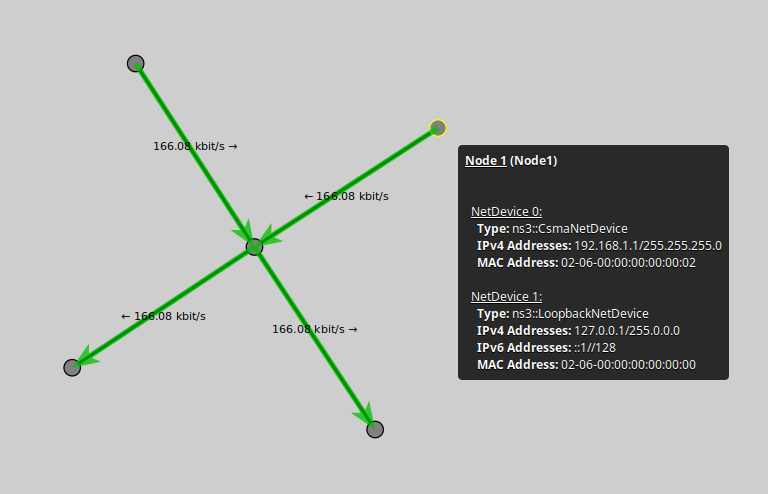 166.08 kbit/s →
← 166.08 kbit/s
← 166.08 kbit/s
166.08 kbit/s →
Node 1 (Node1)
NetDevice 0:
Type: ns3::CsmaNetDevice
IPv4 Addresses: 192.168.1.1/255.255.255.0
MAC Address: 02-06-00:00:00:00:00:02
NetDevice 1:
Type: ns3::LoopbackNetDevice
IPv4 Addresses: 127.0.0.1/255.0.0.0
IPv6 Addresses: ::1//128
MAC Address: 02-06-00:00:00:00:00:00